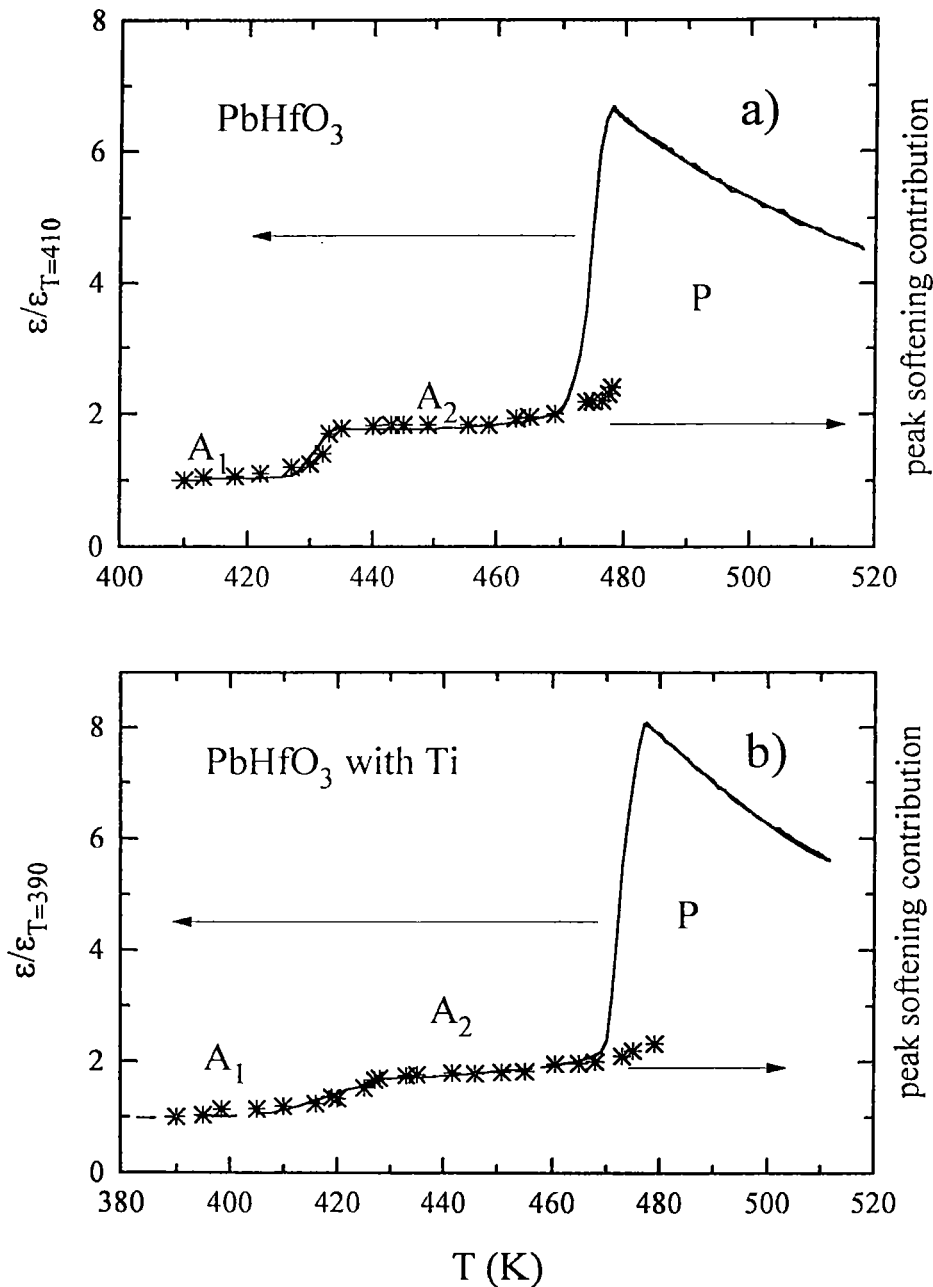 8
6
4
2
0
ε/ε_T=410
PbHfO₃
a)
A₁
A₂
P
peak softening contribution
400 420 440 460 480 500 520
8
6
4
2
0
ε/ε_T=390
PbHfO₃ with Ti
b)
A₁
A₂
P
peak softening contribution
380 400 420 440 460 480 500 520
T (K)